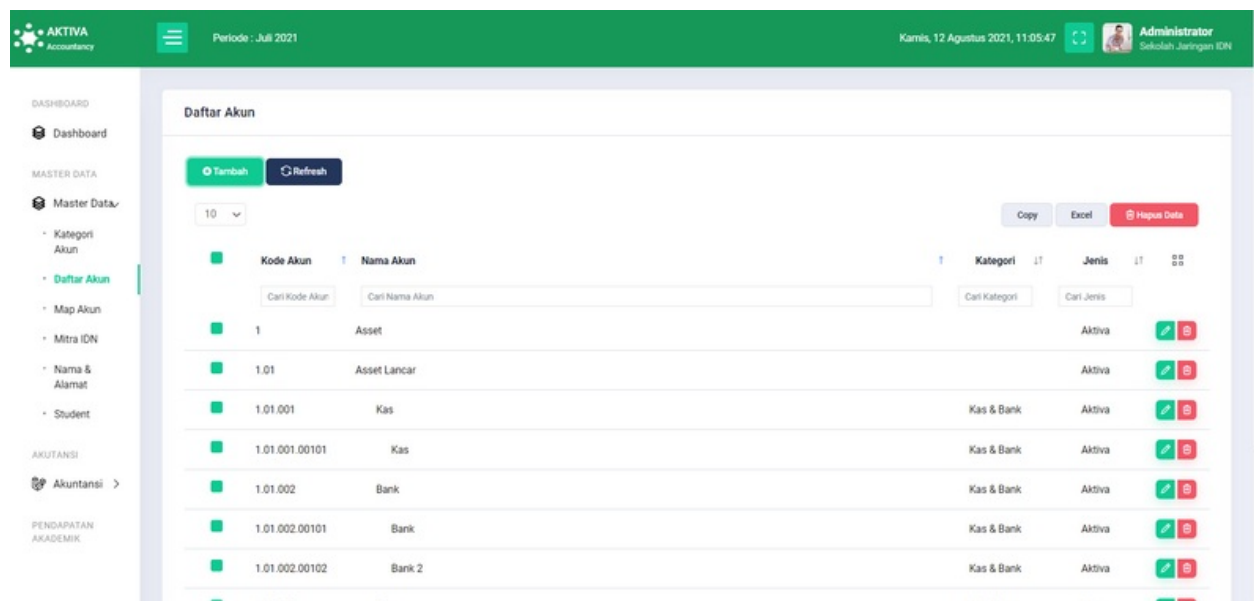 AKTIVA
Accountancy
Periode : Juli 2021
Kamis, 12 Agustus 2021, 11:05:47
Administrator
Sekolah Jaringan IDN
DASHBOARD
Dashboard
MASTER DATA
Master Data
Kategori
Akun
Daftar Akun
Map Akun
Mitra IDN
Nama &
Alamat
Student
AKUTANSI
Akuntansi
PENDAPATAN
AKADEMIK
Daftar Akun
Tambah Refresh
10 Copy Excel Hapus Data
Kode Akun Nama Akun Kategori Jenis
Cari Kode Akun Cari Nama Akun Cari Kategori Cari Jenis
1 Asset Aktiva
1.01 Asset Lancar Aktiva
1.01.001 Kas Kas & Bank Aktiva
1.01.001.00101 Kas Kas & Bank Aktiva
1.01.002 Bank Kas & Bank Aktiva
1.01.002.00101 Bank Kas & Bank Aktiva
1.01.002.00102 Bank 2 Kas & Bank Aktiva